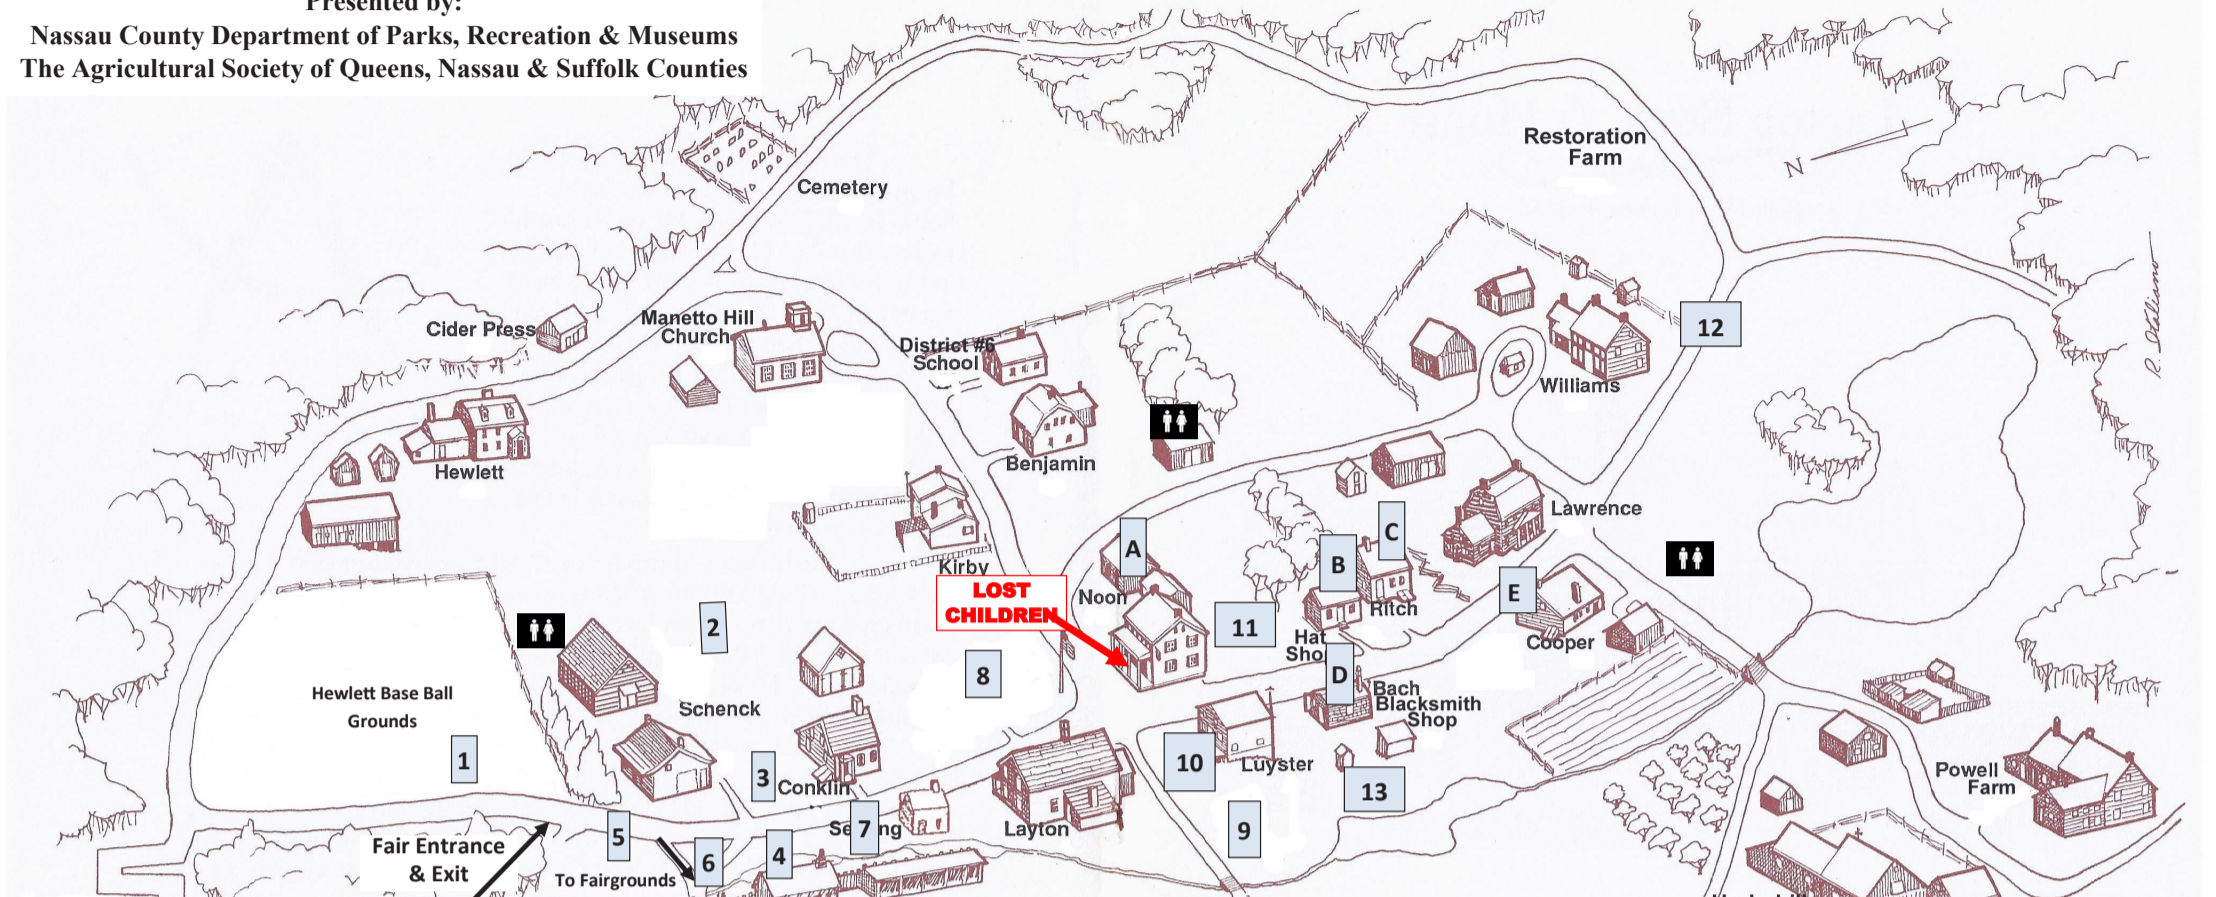 Presented by:
Nassau County Department of Parks, Recreation & Museums
The Agricultural Society of Queens, Nassau & Suffolk Counties
Restoration
Farm
N
Cemetery
Cider Press
Manetto Hill
Church
District #6
School
12
Williams
Hewlett
Benjamin
Lawrence
A
B
C
Kirby
LOST
CHILDREN
Noon
E
Ritch
2
11
Hat
Cooper
8
D
Bach
Blacksmith
Shop
Hewlett Base Ball
Grounds
Schenck
1
3
Conklin
10
Luyster
13
Powell
Farm
5
7
Layton
9
Fair Entrance
& Exit
6
4
To Fairgrounds